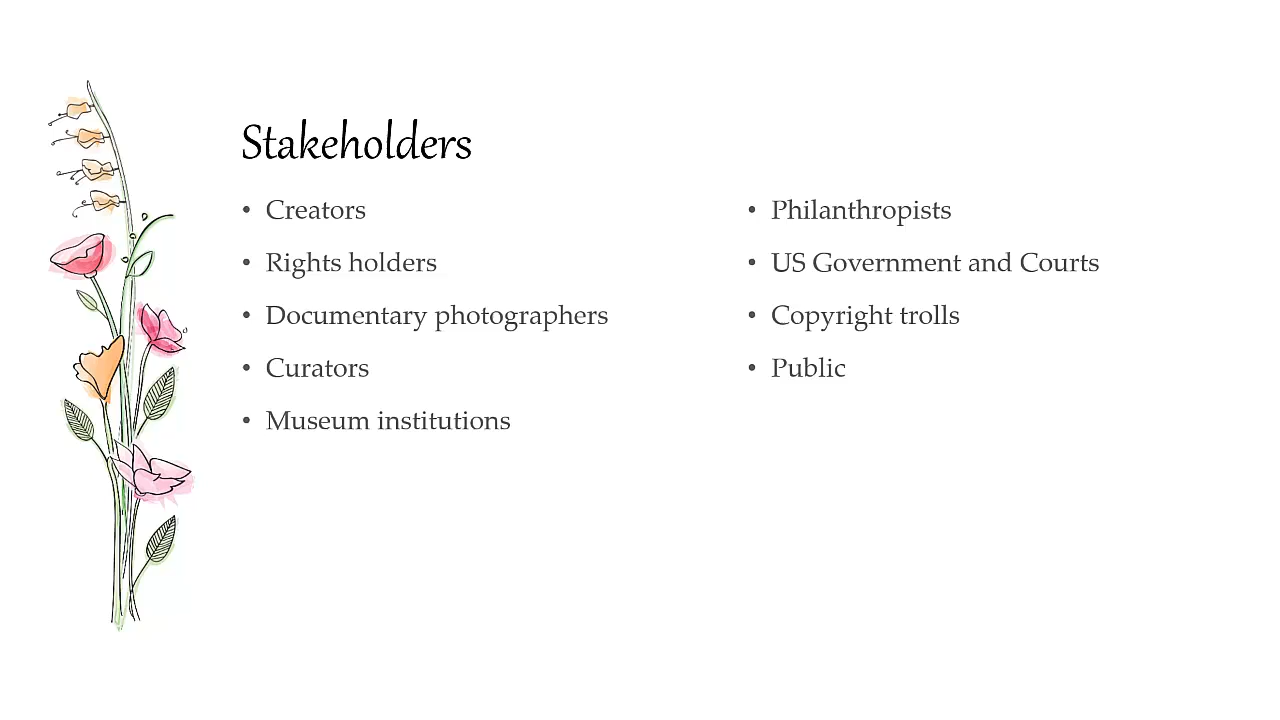 Stakeholders
• Creators
• Rights holders
• Documentary photographers
• Curators
• Museum institutions
• Philanthropists
• US Government and Courts
• Copyright trolls
• Public